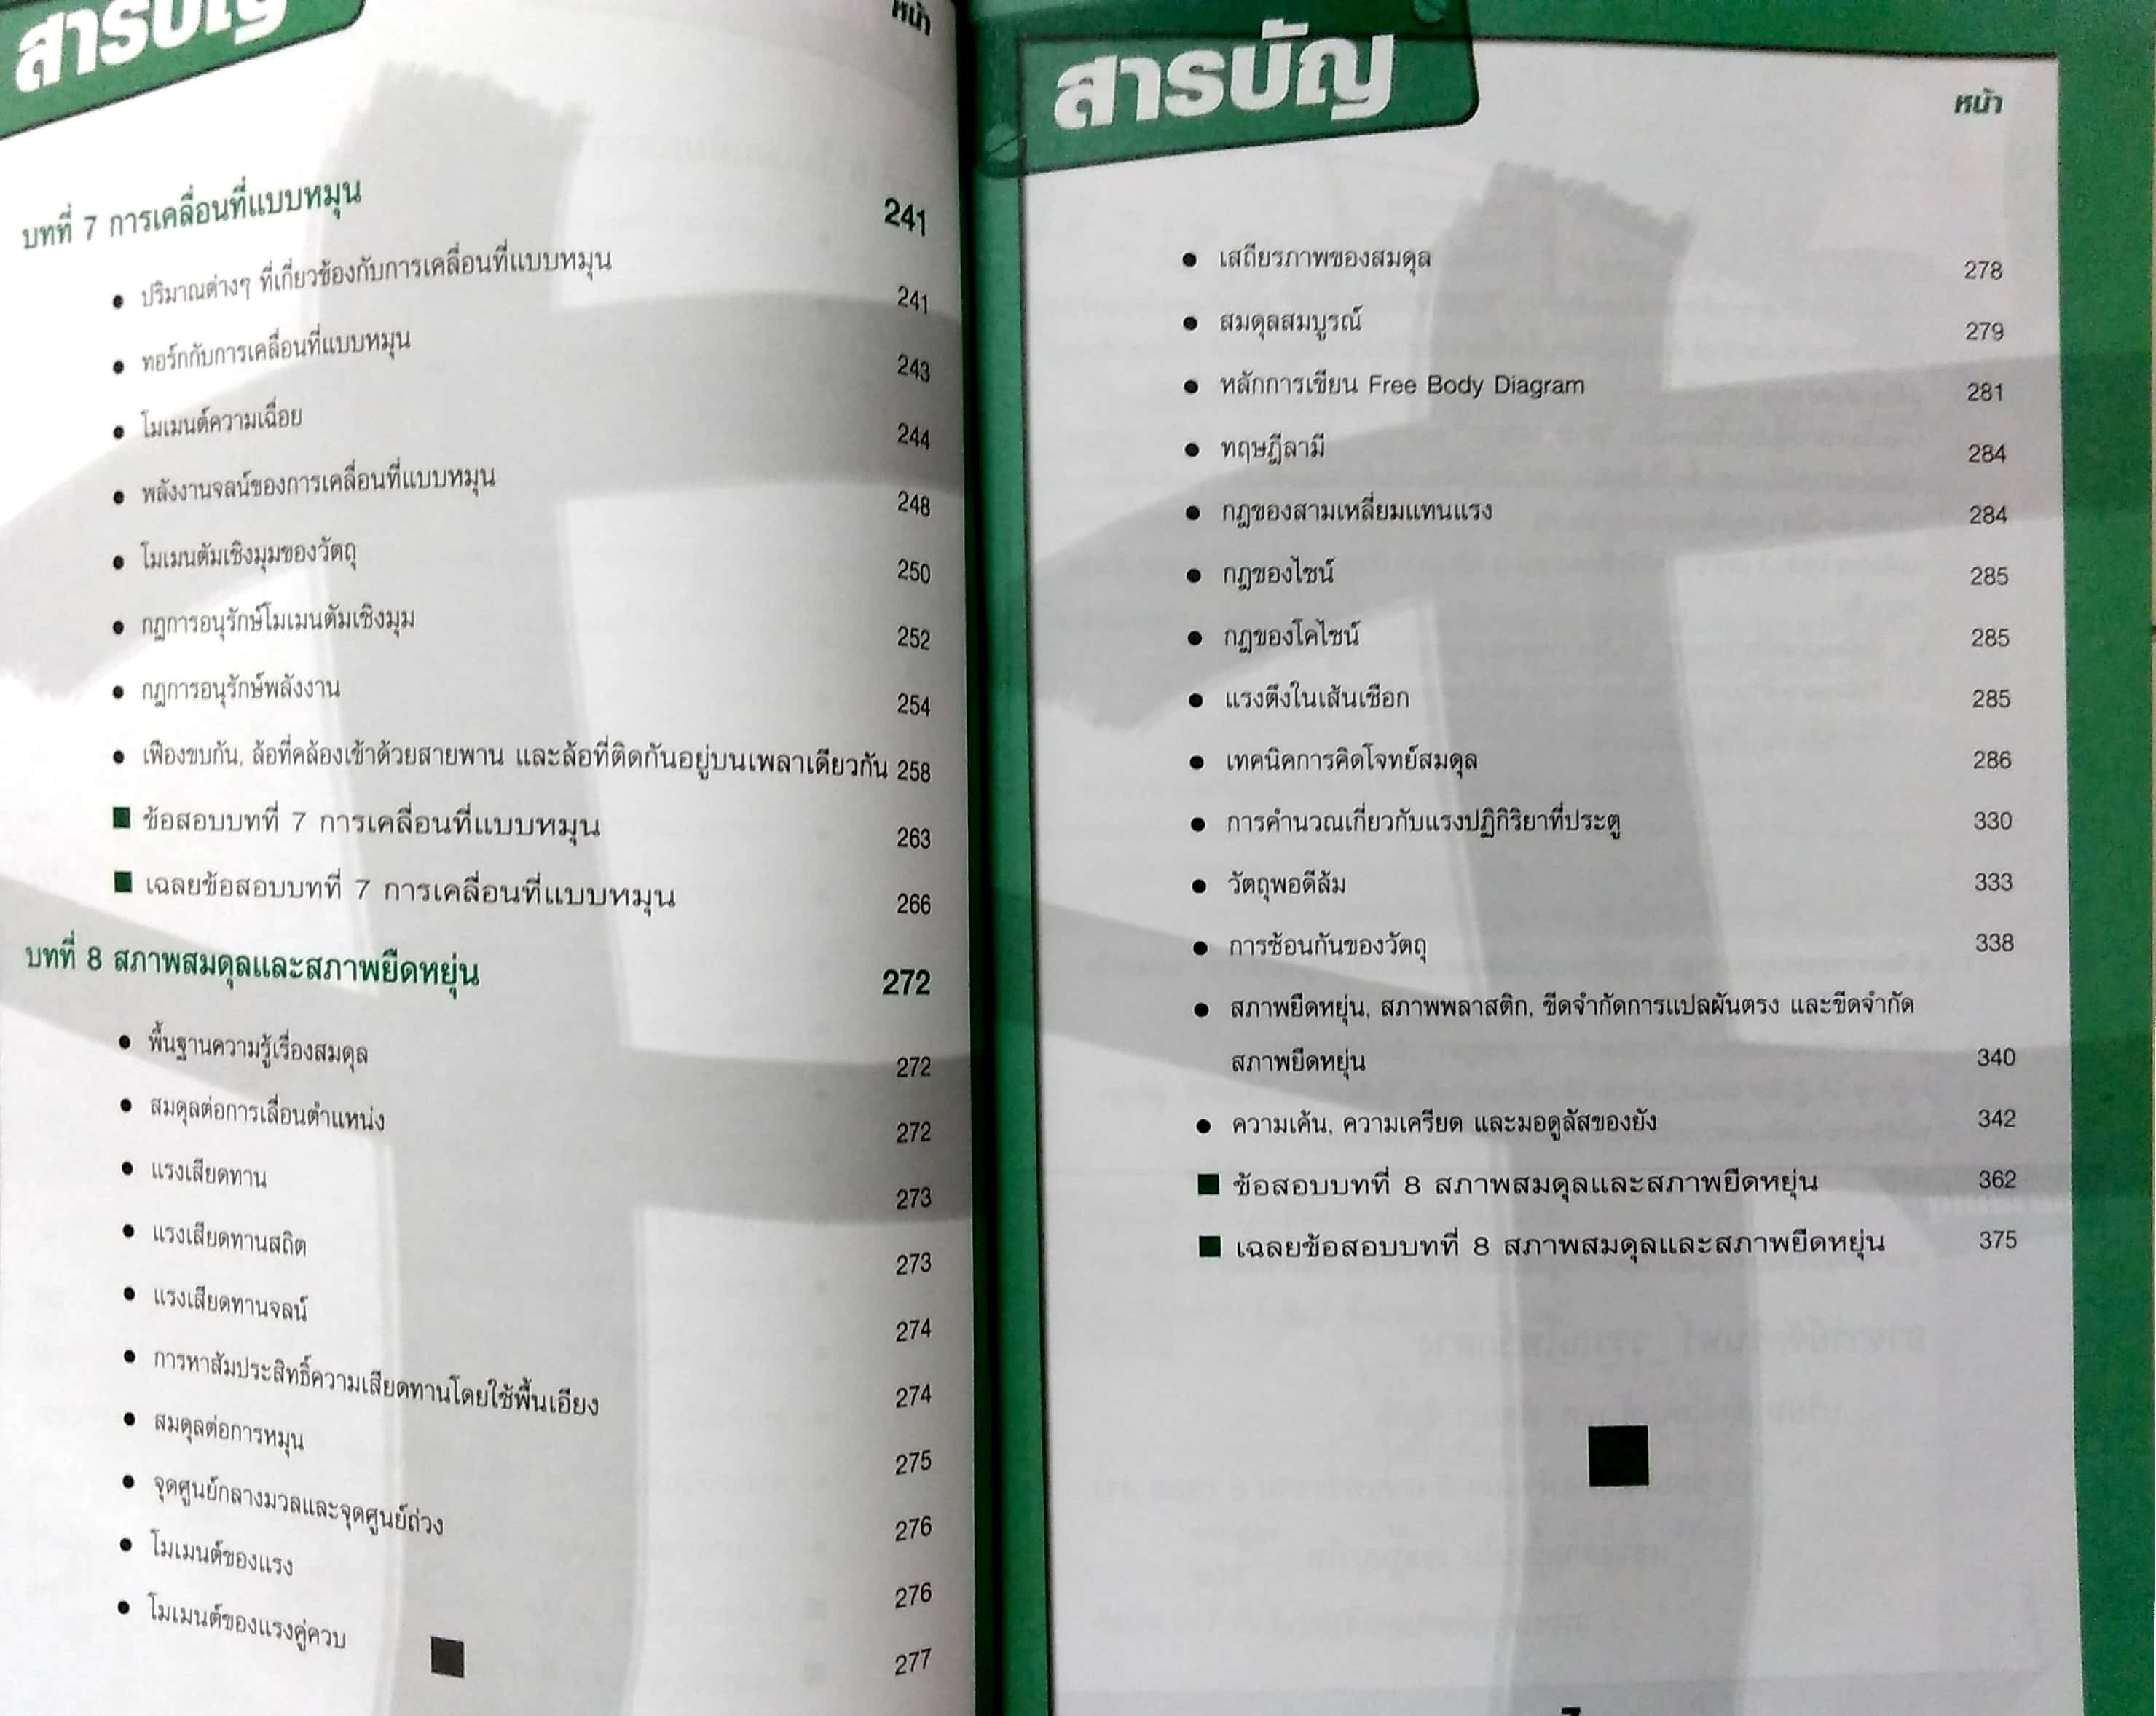 สารบัญ
หน้า
บทที่ 7 การเคลื่อนที่แบบหมุน 241
● ปริมาณต่างๆ ที่เกี่ยวข้องกับการเคลื่อนที่แบบหมุน 241
● ทอร์กกับการเคลื่อนที่แบบหมุน 243
● โมเมนต์ความเฉื่อย 244
● พลังงานจลน์ของการเคลื่อนที่แบบหมุน 248
● โมเมนตัมเชิงมุมของวัตถุ 250
● กฎการอนุรักษ์โมเมนตัมเชิงมุม 252
● กฎการอนุรักษ์พลังงาน 254
● เฟืองขบกัน, ล้อที่คล้องเข้าด้วยสายพาน และล้อที่ติดกันอยู่บนเพลาเดียวกัน 258
■ ข้อสอบบทที่ 7 การเคลื่อนที่แบบหมุน 263
■ เฉลยข้อสอบบทที่ 7 การเคลื่อนที่แบบหมุน 266
บทที่ 8 สภาพสมดุลและสภาพยืดหยุ่น 272
● พื้นฐานความรู้เรื่องสมดุล 272
● สมดุลต่อการเลื่อนตำแหน่ง 272
● แรงเสียดทาน 273
● แรงเสียดทานสถิต 273
● แรงเสียดทานจลน์ 274
● การหาสัมประสิทธิ์ความเสียดทานโดยใช้พื้นเอียง 274
● สมดุลต่อการหมุน 275
● จุดศูนย์กลางมวลและจุดศูนย์ถ่วง 276
● โมเมนต์ของแรง 276
● โมเมนต์ของแรงคู่ควบ 277
สารบัญ
หน้า
● เสถียรภาพของสมดุล 278
● สมดุลสมบูรณ์ 279
● หลักการเขียน Free Body Diagram 281
● ทฤษฎีลามี 284
● กฎของสามเหลี่ยมแทนแรง 284
● กฎของไซน์ 285
● กฎของโคไซน์ 285
● แรงตึงในเส้นเชือก 285
● เทคนิคการคิดโจทย์สมดุล 286
● การคำนวณเกี่ยวกับแรงปฏิกิริยาที่ประตู 330
● วัตถุพอดีล้ม 333
● การซ้อนกันของวัตถุ 338
● สภาพยืดหยุ่น, สภาพพลาสติก, ขีดจำกัดการแปลผันตรง และขีดจำกัด
สภาพยืดหยุ่น 340
● ความเค้น, ความเครียด และมอดูลัสของยัง 342
■ ข้อสอบบทที่ 8 สภาพสมดุลและสภาพยืดหยุ่น 362
■ เฉลยข้อสอบบทที่ 8 สภาพสมดุลและสภาพยืดหยุ่น 375